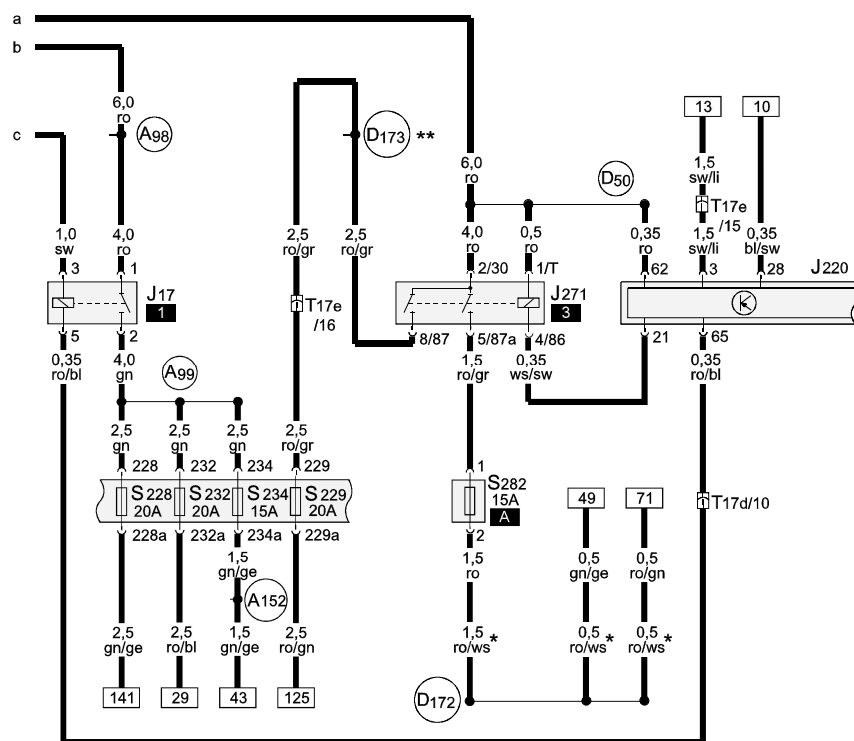 a
b
c
6,0
ro
A98
D173 **
13
10
6,0
ro
D50
1,5
sw/li
T17e
/15
1,0
sw
4,0
ro
2,5
ro/gr
2,5
ro/gr
4,0
ro
0,5
ro
0,35
ro
1,5
sw/li
0,35
bl/sw
3
1
2/30
1/T
62
3
28
J220
J17
1
T17e
/16
J271
3
5
2
8/87
5/87a
4/86
21
65
0,35
ro/bl
4,0
gn
A99
1,5
ro/gr
0,35
ws/sw
0,35
ro/bl
2,5
gn
2,5
gn
2,5
gn
2,5
ro/gr
228
232
234
229
1
S228
20A
S232
20A
S234
15A
S229
20A
S282
15A
A
49
71
T17d/10
228a
232a
234a
229a
2
1,5
gn/ge
1,5
ro
0,5
gn/ge
0,5
ro/gn
A152
2,5
gn/ge
2,5
ro/bl
1,5
gn/ge
2,5
ro/gn
1,5
ro/ws*
0,5
ro/ws*
0,5
ro/ws*
141
29
43
125
D172